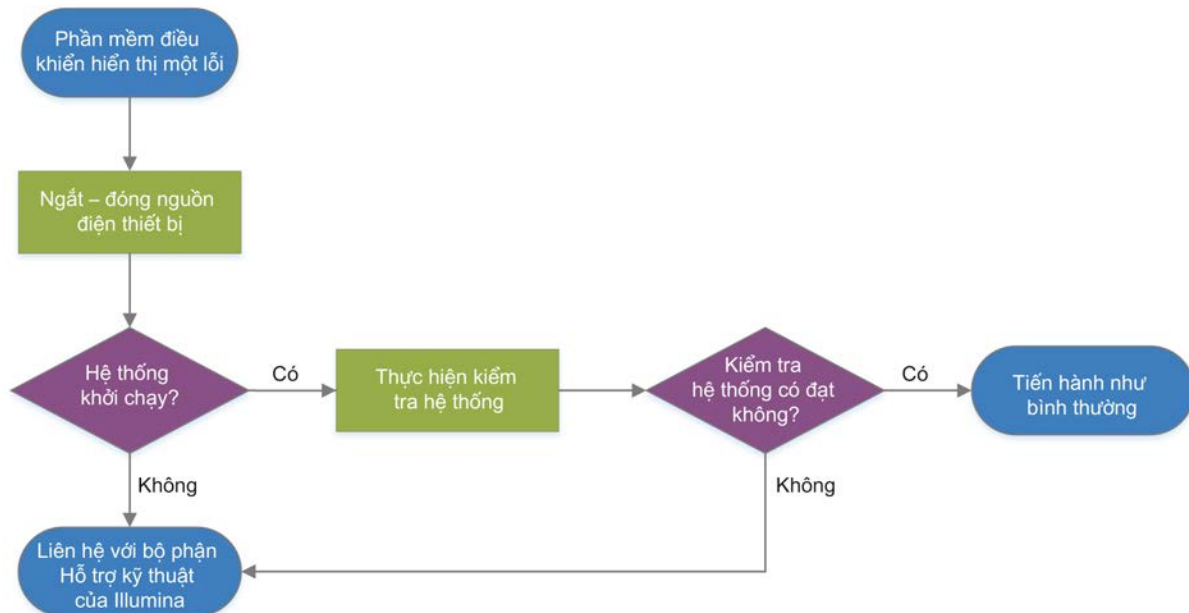 Phần mềm điều
khiển hiển thị một lỗi
Ngắt – đóng nguồn
điện thiết bị
Hệ thống
khởi chạy?
Có
Thực hiện kiểm
tra hệ thống
Kiểm tra
hệ thống có đạt
không?
Có
Tiến hành như
bình thường
Không
Không
Liên hệ với bộ phận
Hỗ trợ kỹ thuật
của Illumina